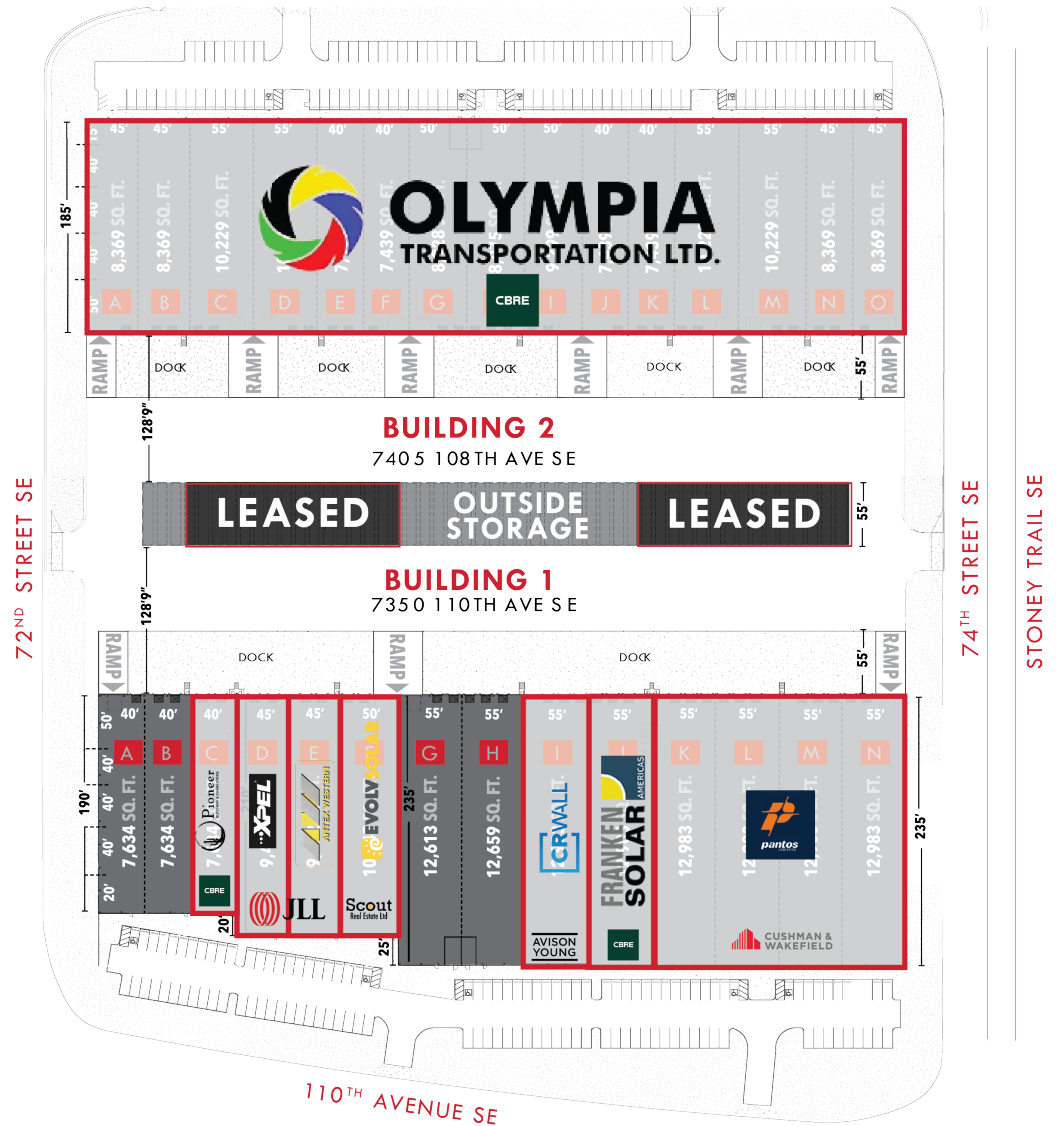 15'
45'
45'
55'
55'
40'
40'
50'
50'
50'
40'
40'
55'
55'
45'
45'
185'
40'
40'
40'
50'
8,369 SQ. FT.
8,369 SQ. FT.
10,229 SQ. FT.
7,439
10,229 SQ. FT.
8,369 SQ. FT.
8,369 SQ. FT.
OLYMPIA
TRANSPORTATION LTD.
CBRE
A
B
C
D
E
F
G
I
J
K
L
M
N
O
RAMP
DOCK
RAMP
DOCK
RAMP
DOCK
RAMP
DOCK
RAMP
DOCK
RAMP
55'
128'9"
BUILDING 2
7405 108TH AVE SE
LEASED
OUTSIDE
STORAGE
LEASED
55'
72ND STREET SE
74TH STREET SE
STONEY TRAIL SE
BUILDING 1
7350 110TH AVE SE
128'9"
RAMP
DOCK
RAMP
DOCK
RAMP
55'
190'
50'
40'
40'
40'
20'
40'
40'
40'
45'
45'
50'
55'
55'
55'
55'
55'
55'
55'
55'
A
B
C
D
E
G
H
I
J
K
L
M
N
7,634 SQ. FT.
7,634 SQ. FT.
Pioneer
CBRE
210'
XPEL
ANTEX WESTERN
JLL
EVOLV SOLAR
Scout
Real Estate Ltd
235'
12,613 SQ. FT.
12,659 SQ. FT.
CRWALL
AVISON
YOUNG
FRANKEN
SOLAR
AMERICAS
CBRE
12,983 SQ. FT.
pantos
12,983 SQ. FT.
CUSHMAN &
WAKEFIELD
235'
20'
25'
110TH AVENUE SE